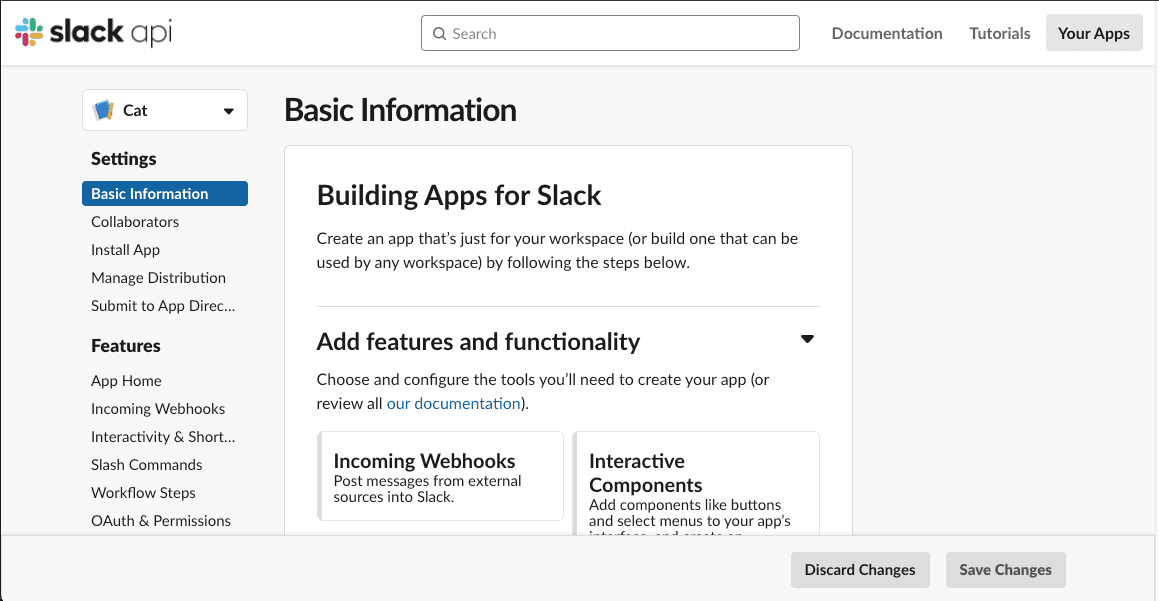 slack api
Search
Documentation
Tutorials
Your Apps
Cat
Settings
Basic Information
Collaborators
Install App
Manage Distribution
Submit to App Direc...
Features
App Home
Incoming Webhooks
Interactivity & Short...
Slash Commands
Workflow Steps
OAuth & Permissions
Basic Information
Building Apps for Slack
Create an app that’s just for your workspace (or build one that can be
used by any workspace) by following the steps below.
Add features and functionality
Choose and configure the tools you’ll need to create your app (or
review all our documentation).
Incoming Webhooks
Post messages from external
sources into Slack.
Interactive
Components
Add components like buttons
and select menus to your app’s
interface, and create an
Discard Changes
Save Changes